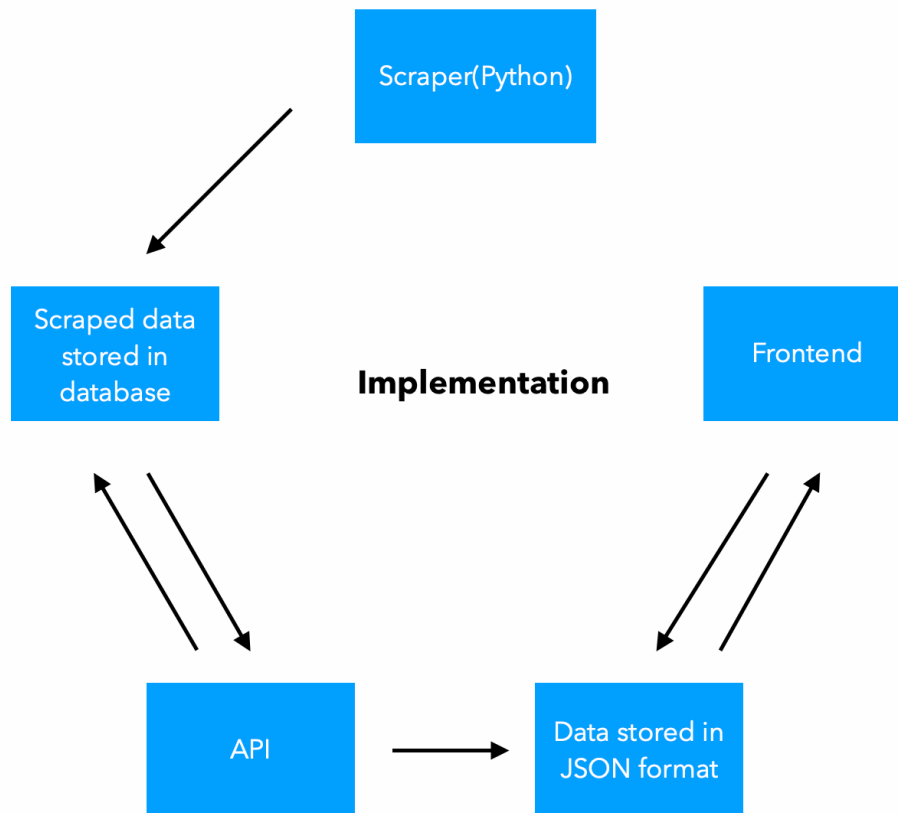 Scraper(Python)
Scraped data
stored in
database
Implementation
Frontend
API
Data stored in
JSON format